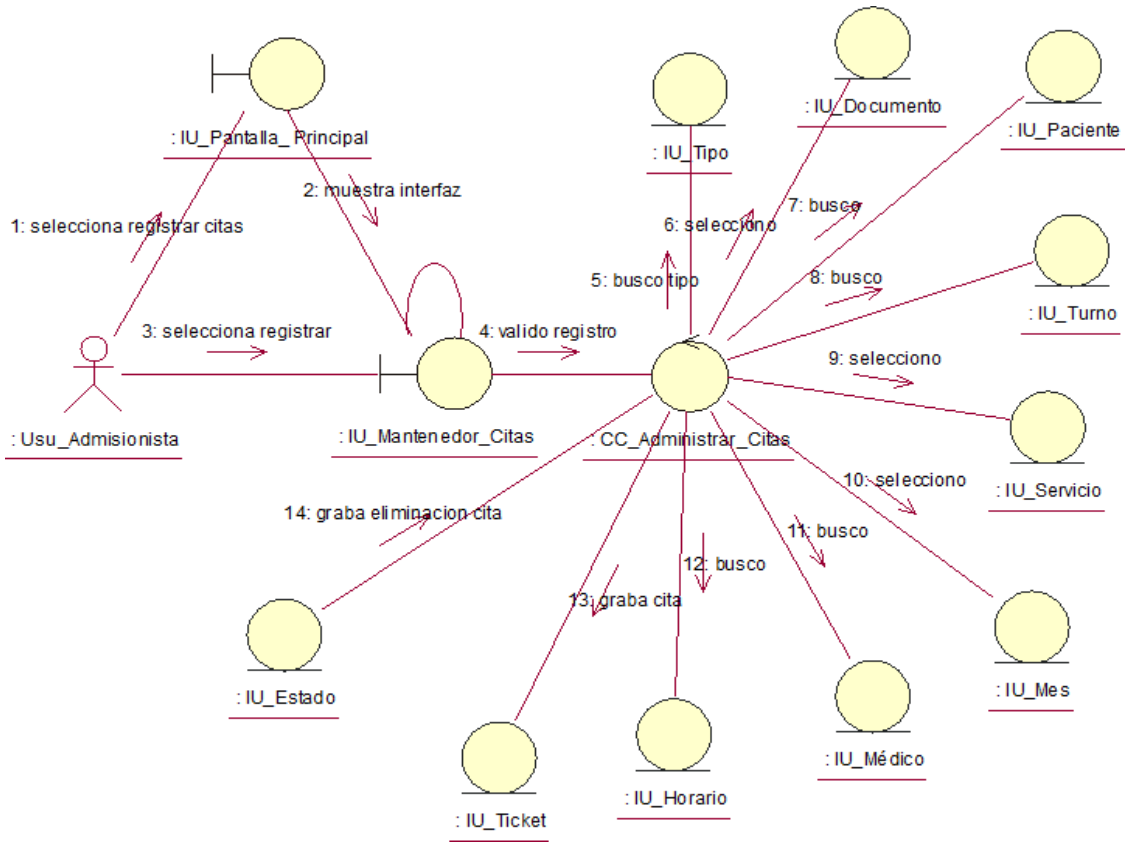 : IU_Pantalla_ Principal
: IU_Tipo
: IU_Documento
: IU_Paciente
2: muestra interfaz
1: selecciona registrar citas
6: selecciono
7: busco
5: busco tipo
8: busco
: IU_Turno
3: selecciona registrar
4: valido registro
9: selecciono
: Usu_Admisionista
: IU_Mantenedor_Citas
: CC_Administrar_Citas
: IU_Servicio
10: selecciono
14: graba eliminacion cita
11: busco
12: busco
13: graba cita
: IU_Estado
: IU_Mes
: IU_Médico
: IU_Horario
: IU_Ticket